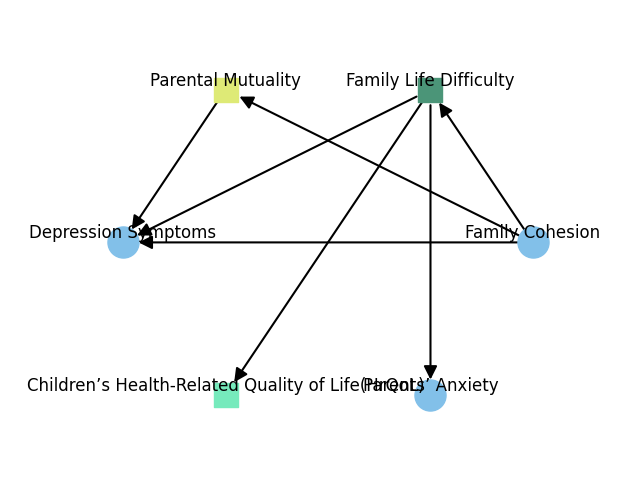 Parental Mutuality
Family Life Difficulty
Depression Symptoms
Family Cohesion
Children’s Health-Related Quality of Life (HRQoL)
Parents’ Anxiety